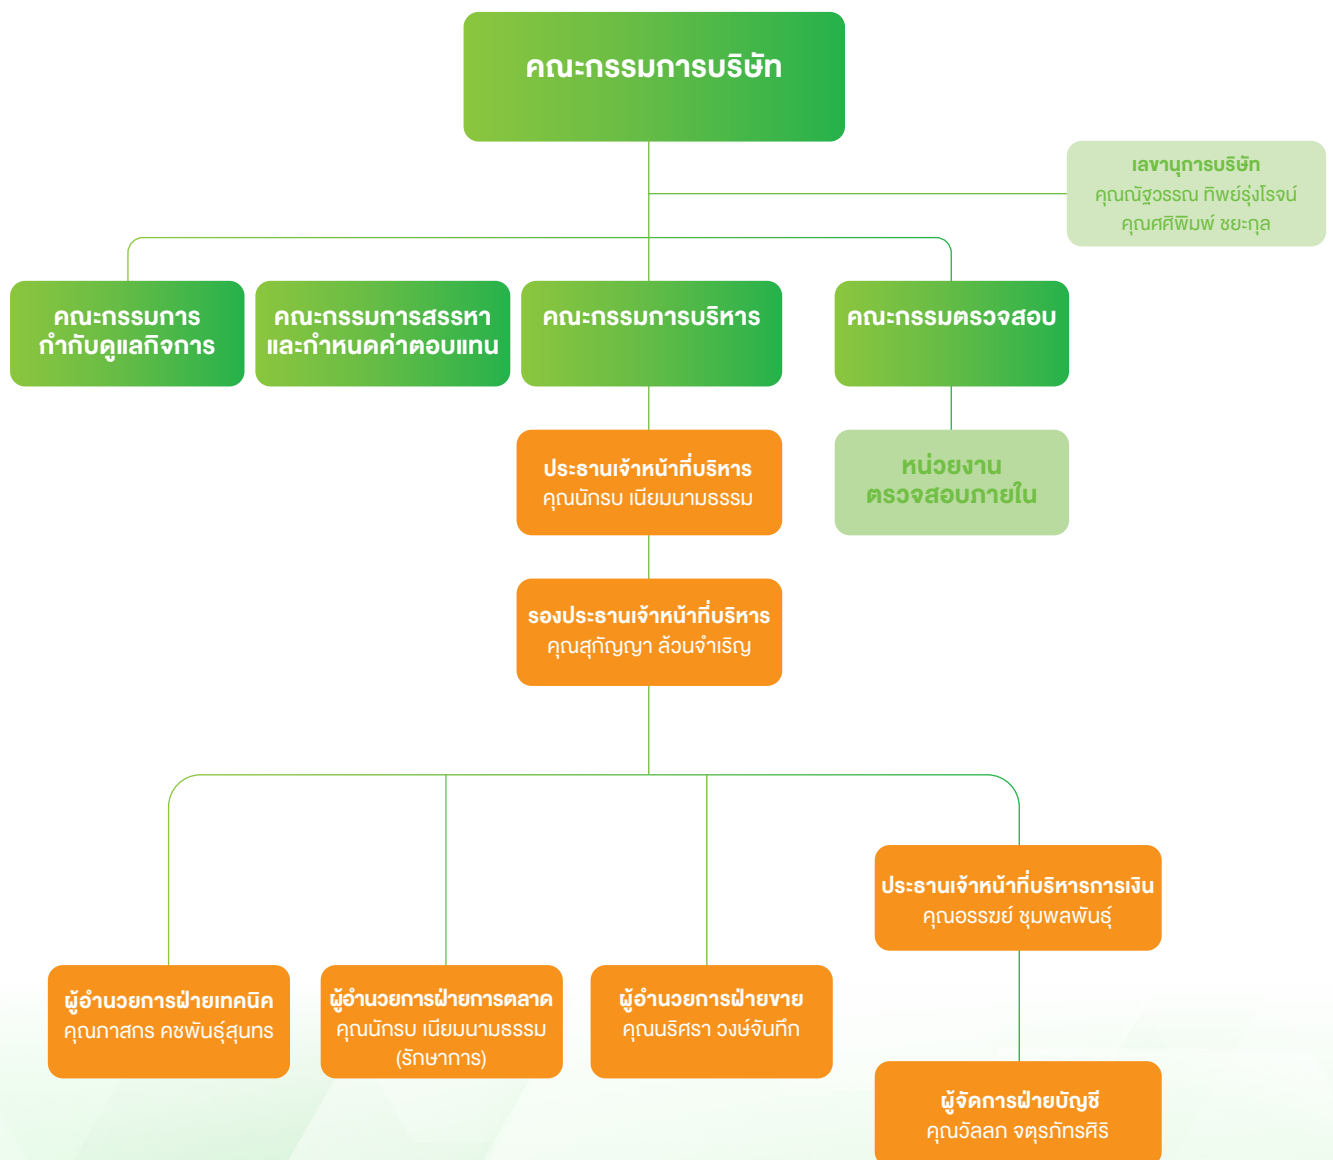 คณะกรรมการบริษัท
เลขานุการบริษัท
คุณณัฐวรรณ ทิพย์รุ่งโรจน์
คุณศศิพิมพ์ ชยะกุล
คณะกรรมการ
กำกับดูแลกิจการ
คณะกรรมการสรรหา
และกำหนดค่าตอบแทน
คณะกรรมการบริหาร
คณะกรรมตรวจสอบ
ประธานเจ้าหน้าที่บริหาร
คุณนักรบ เนียมนามธรรม
หน่วยงาน
ตรวจสอบภายใน
รองประธานเจ้าหน้าที่บริหาร
คุณสุกัญญา ล้วนจำเริญ
ประธานเจ้าหน้าที่บริหารการเงิน
คุณอรรฆย์ ชุมพลพันธุ์
ผู้อำนวยการฝ่ายเทคนิค
คุณภาสกร คชพันธุ์สุนทร
ผู้อำนวยการฝ่ายการตลาด
คุณนักรบ เนียมนามธรรม
(รักษาการ)
ผู้อำนวยการฝ่ายขาย
คุณนริศรา วงษ์จันทึก
ผู้จัดการฝ่ายบัญชี
คุณวัลลภ จตุรภัทรศิริ